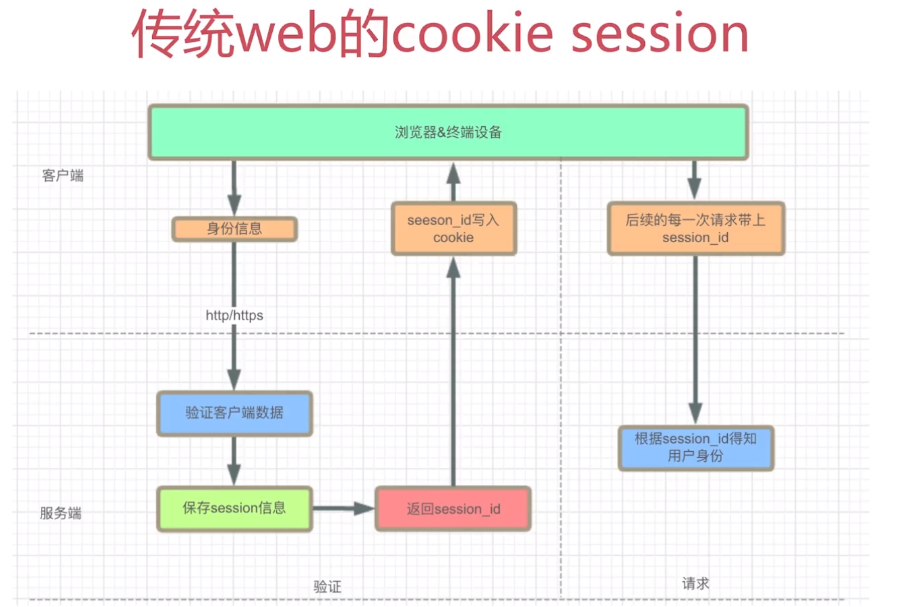 传统web的cookie session
浏览器&终端设备
客户端
身份信息
seeson_id写入
cookie
后续的每一次请求带上
session_id
http/https
验证客户端数据
根据session_id得知
用户身份
服务端
保存session信息
返回session_id
验证
请求